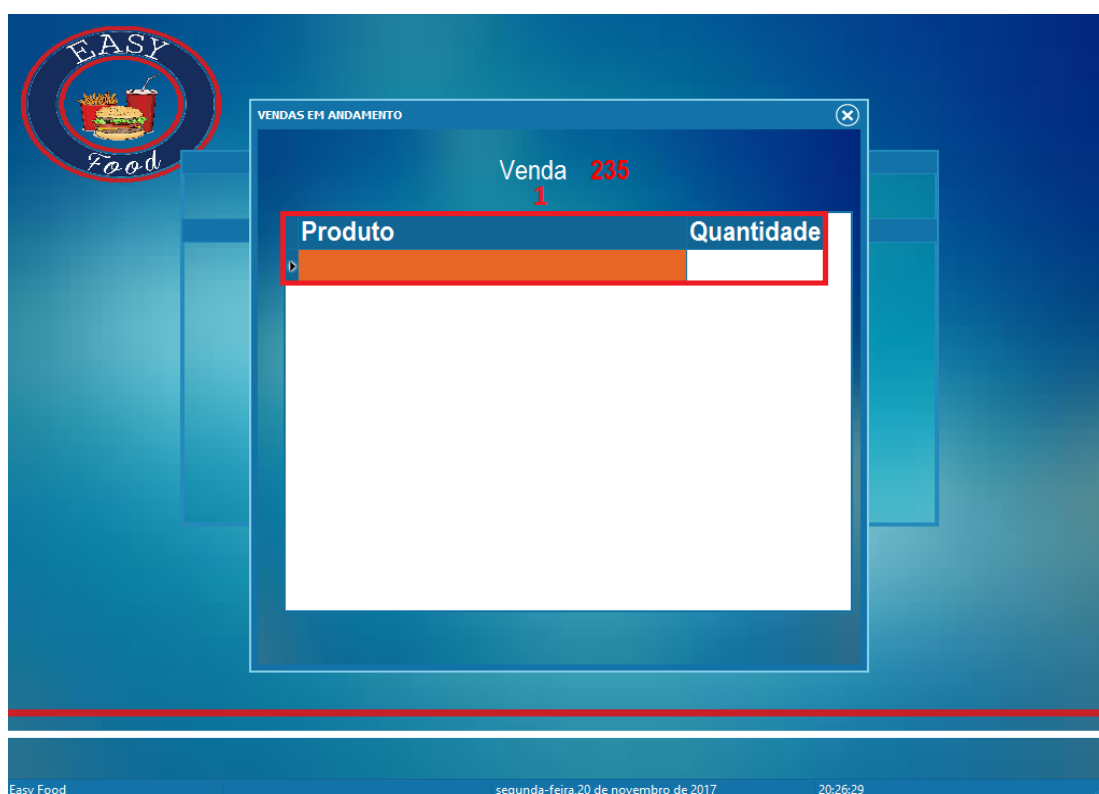 EASY
Food
VENDAS EM ANDAMENTO
Venda 235
1
Produto Quantidade
Easy Food segunda-feira,20 de novembro de 2017 20:26:29